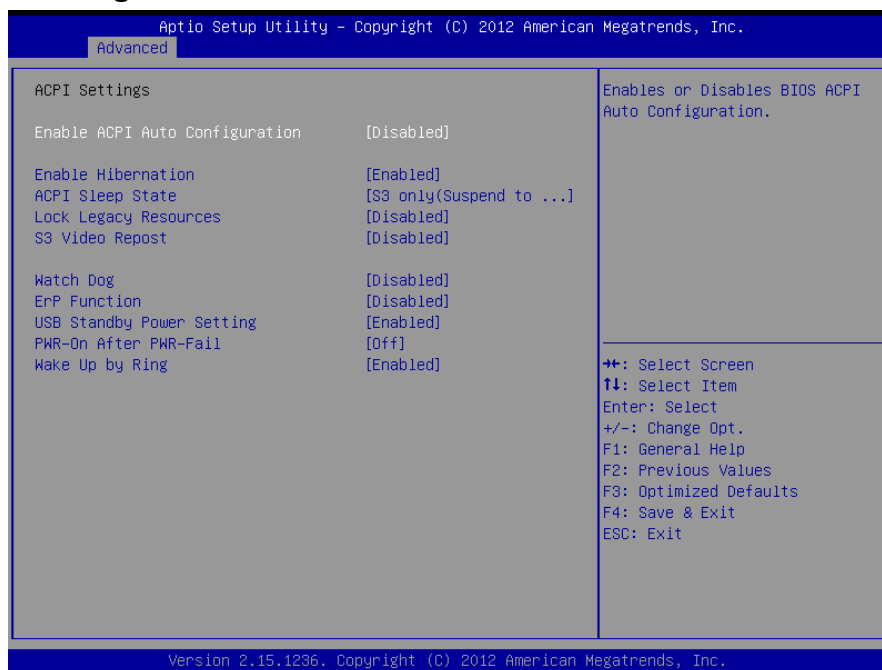 Aptio Setup Utility – Copyright (C) 2012 American Megatrends, Inc.
Advanced
ACPI Settings
Enable ACPI Auto Configuration [Disabled]
Enable Hibernation [Enabled]
ACPI Sleep State [S3 only(Suspend to ...]
Lock Legacy Resources [Disabled]
S3 Video Repost [Disabled]
Watch Dog [Disabled]
ErP Function [Disabled]
USB Standby Power Setting [Enabled]
PWR-On After PWR-Fail [Off]
Wake Up by Ring [Enabled]
Enables or Disables BIOS ACPI
Auto Configuration.
→←: Select Screen
↑↓: Select Item
Enter: Select
+/-: Change Opt.
F1: General Help
F2: Previous Values
F3: Optimized Defaults
F4: Save & Exit
ESC: Exit
Version 2.15.1236. Copyright (C) 2012 American Megatrends, Inc.